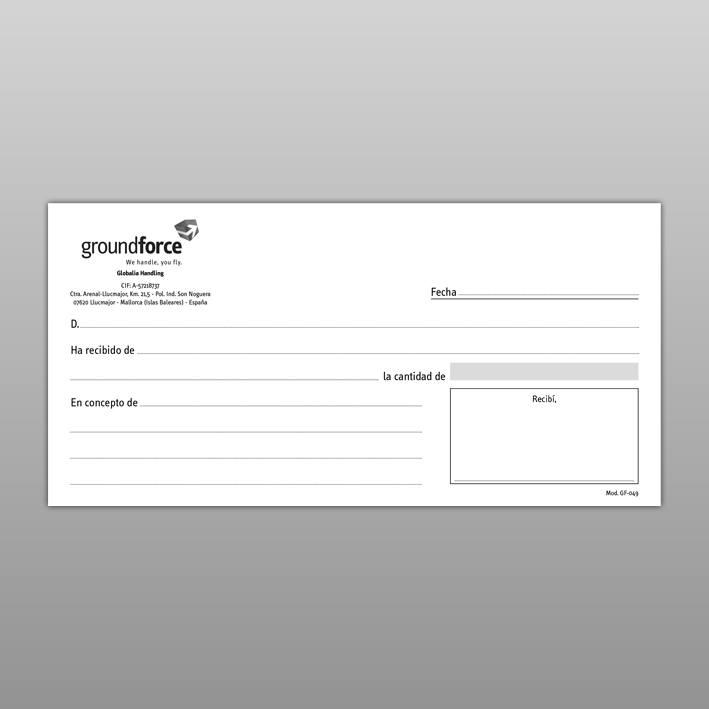 groundforce
We handle, you fly.
Globalia Handling
CIF: A-57218737
Ctra. Arenal-Llucmajor, Km. 21,5 - Pol. Ind. Son Noguera
07620 Llucmajor - Mallorca (Islas Baleares) - España
Fecha
D.
Ha recibido de
la cantidad de
En concepto de
Recibí,
Mod. GF-049